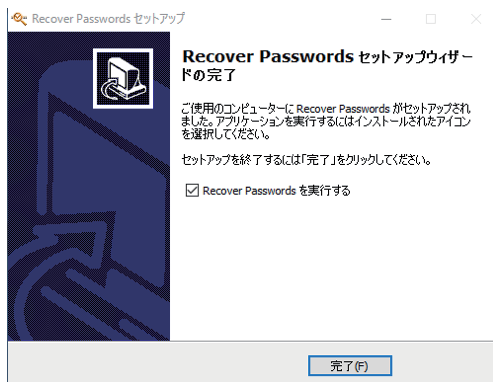 Recover Passwords セットアップ
Recover Passwords セットアップウィザー
ドの完了
ご使用のコンピューターに Recover Passwords がセットアップされ
ました。アプリケーションを実行するにはインストールされたアイコン
を選択してください。
セットアップを終了するには「完了」をクリックしてください。
Recover Passwords を実行する
完了(F)